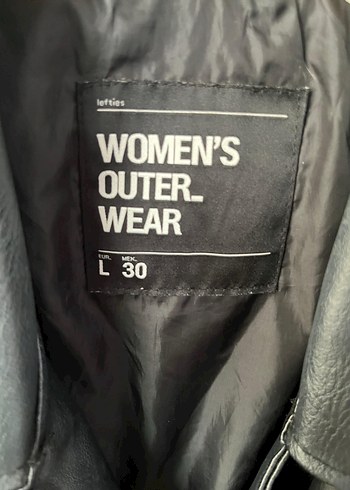 lefties
WOMEN'S
OUTER_
WEAR
EUR. MEX.
L 30